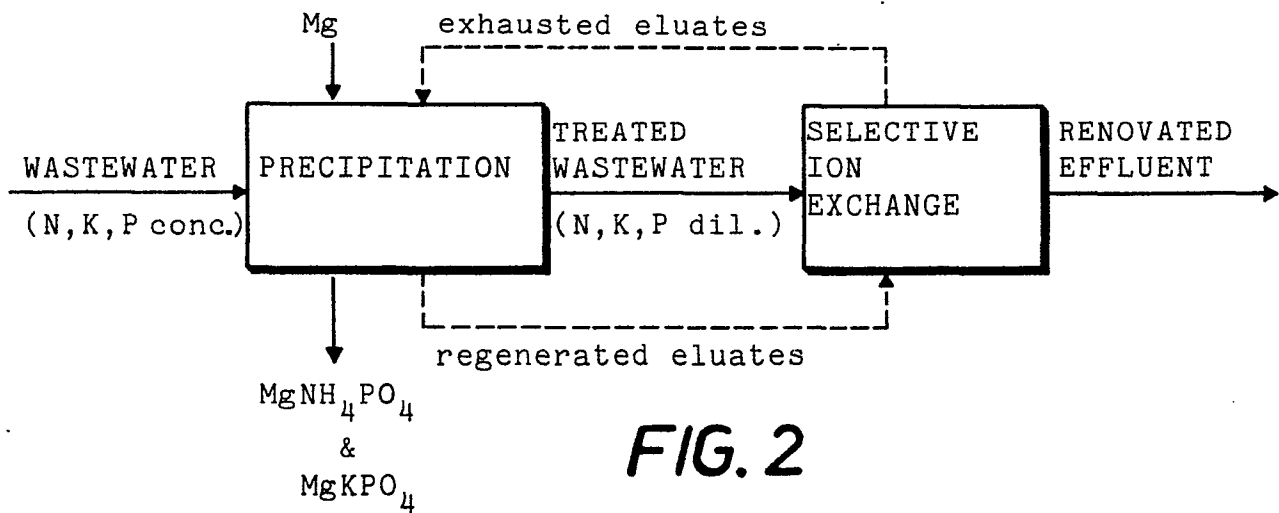 Mg
exhausted eluates
WASTEWATER
(N,K,P conc.)
PRECIPITATION
TREATED
WASTEWATER
(N,K,P dil.)
SELECTIVE
ION
EXCHANGE
RENOVATED
EFFLUENT
regenerated eluates
MgNH₄PO₄
&
MgKPO₄
FIG. 2